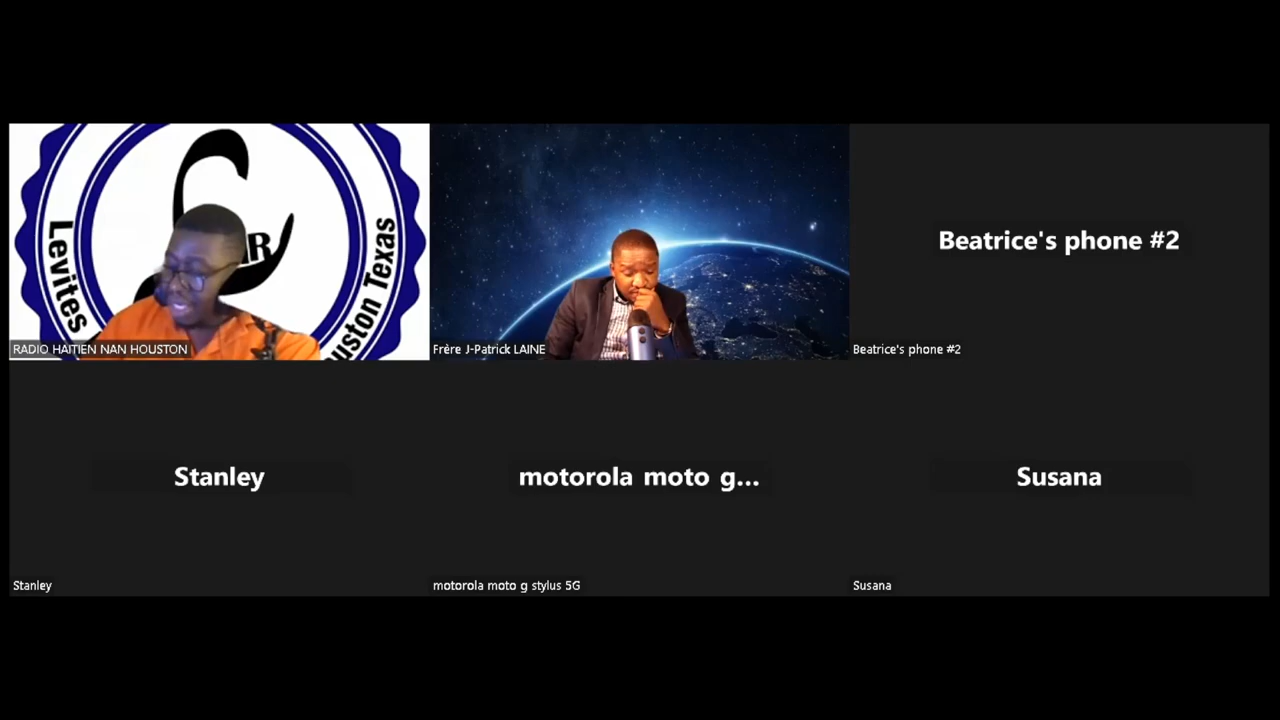 Levites
R
uston Texas
RADIO HAITIEN NAN HOUSTON
Frère J-Patrick LAINE
Beatrice's phone #2
Beatrice's phone #2
Stanley
motorola moto g...
Susana
Stanley
motorola moto g stylus 5G
Susana